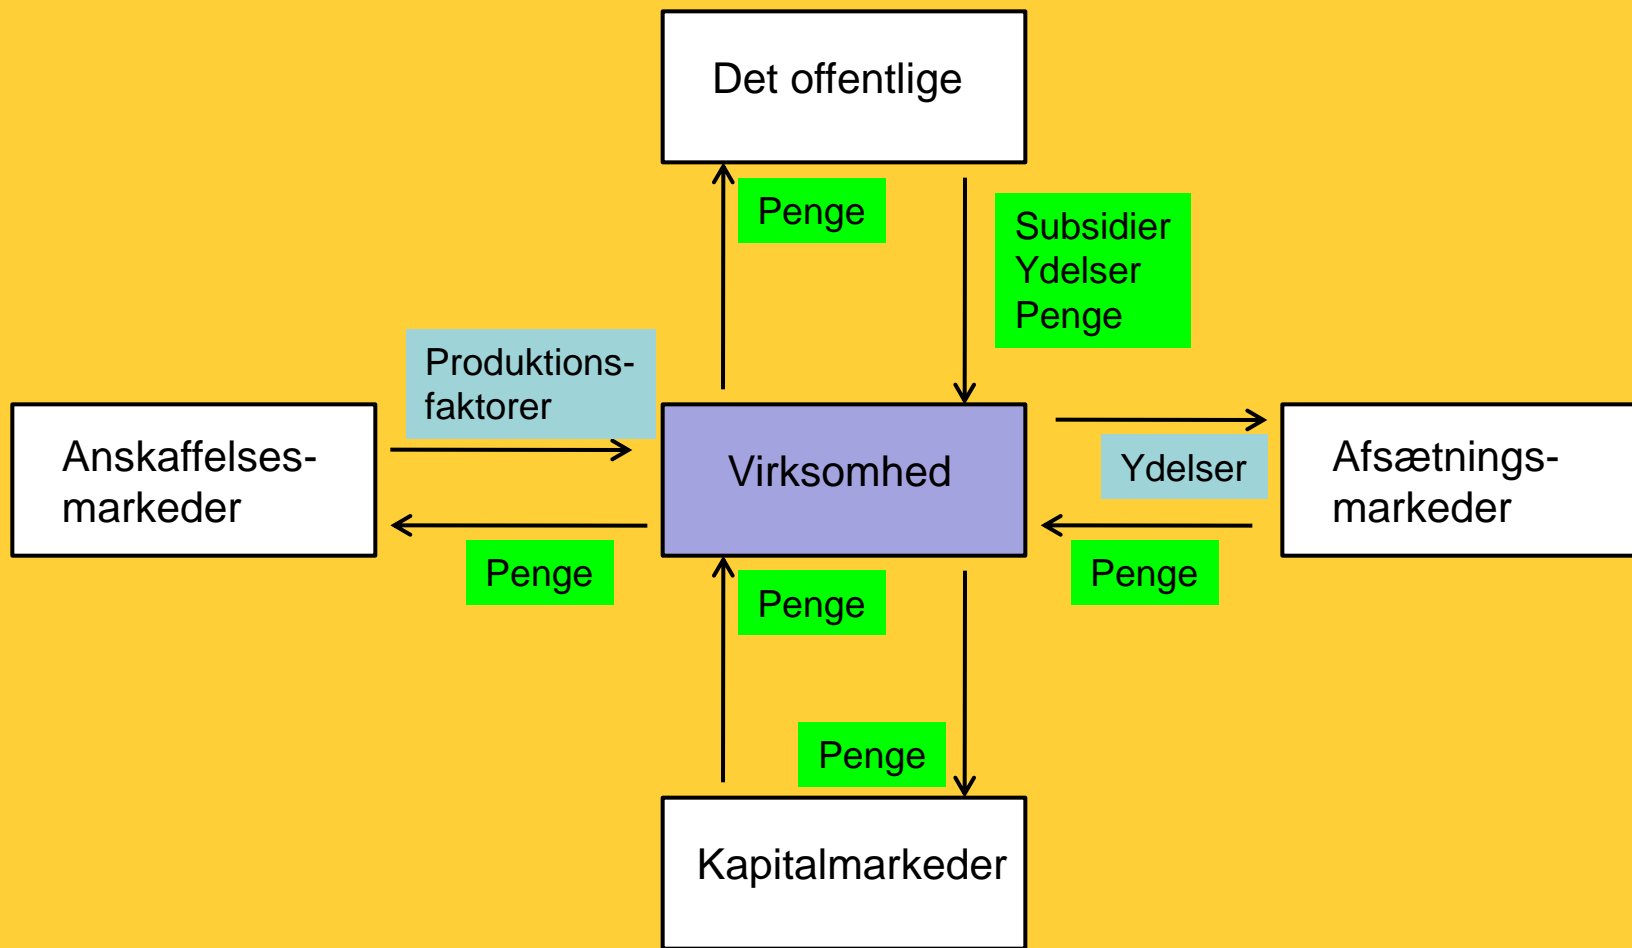 Det offentlige
Penge
Subsidier
Ydelser
Penge
Produktions-
faktorer
Anskaffelses-
markeder
Virksomhed
Ydelser
Afsætnings-
markeder
Penge
Penge
Penge
Penge
Kapitalmarkeder